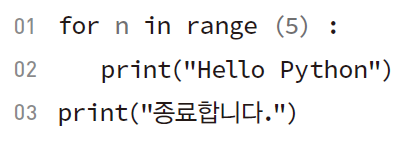 01 for n in range (5) :
02    print("Hello Python")
03 print("종료합니다.")